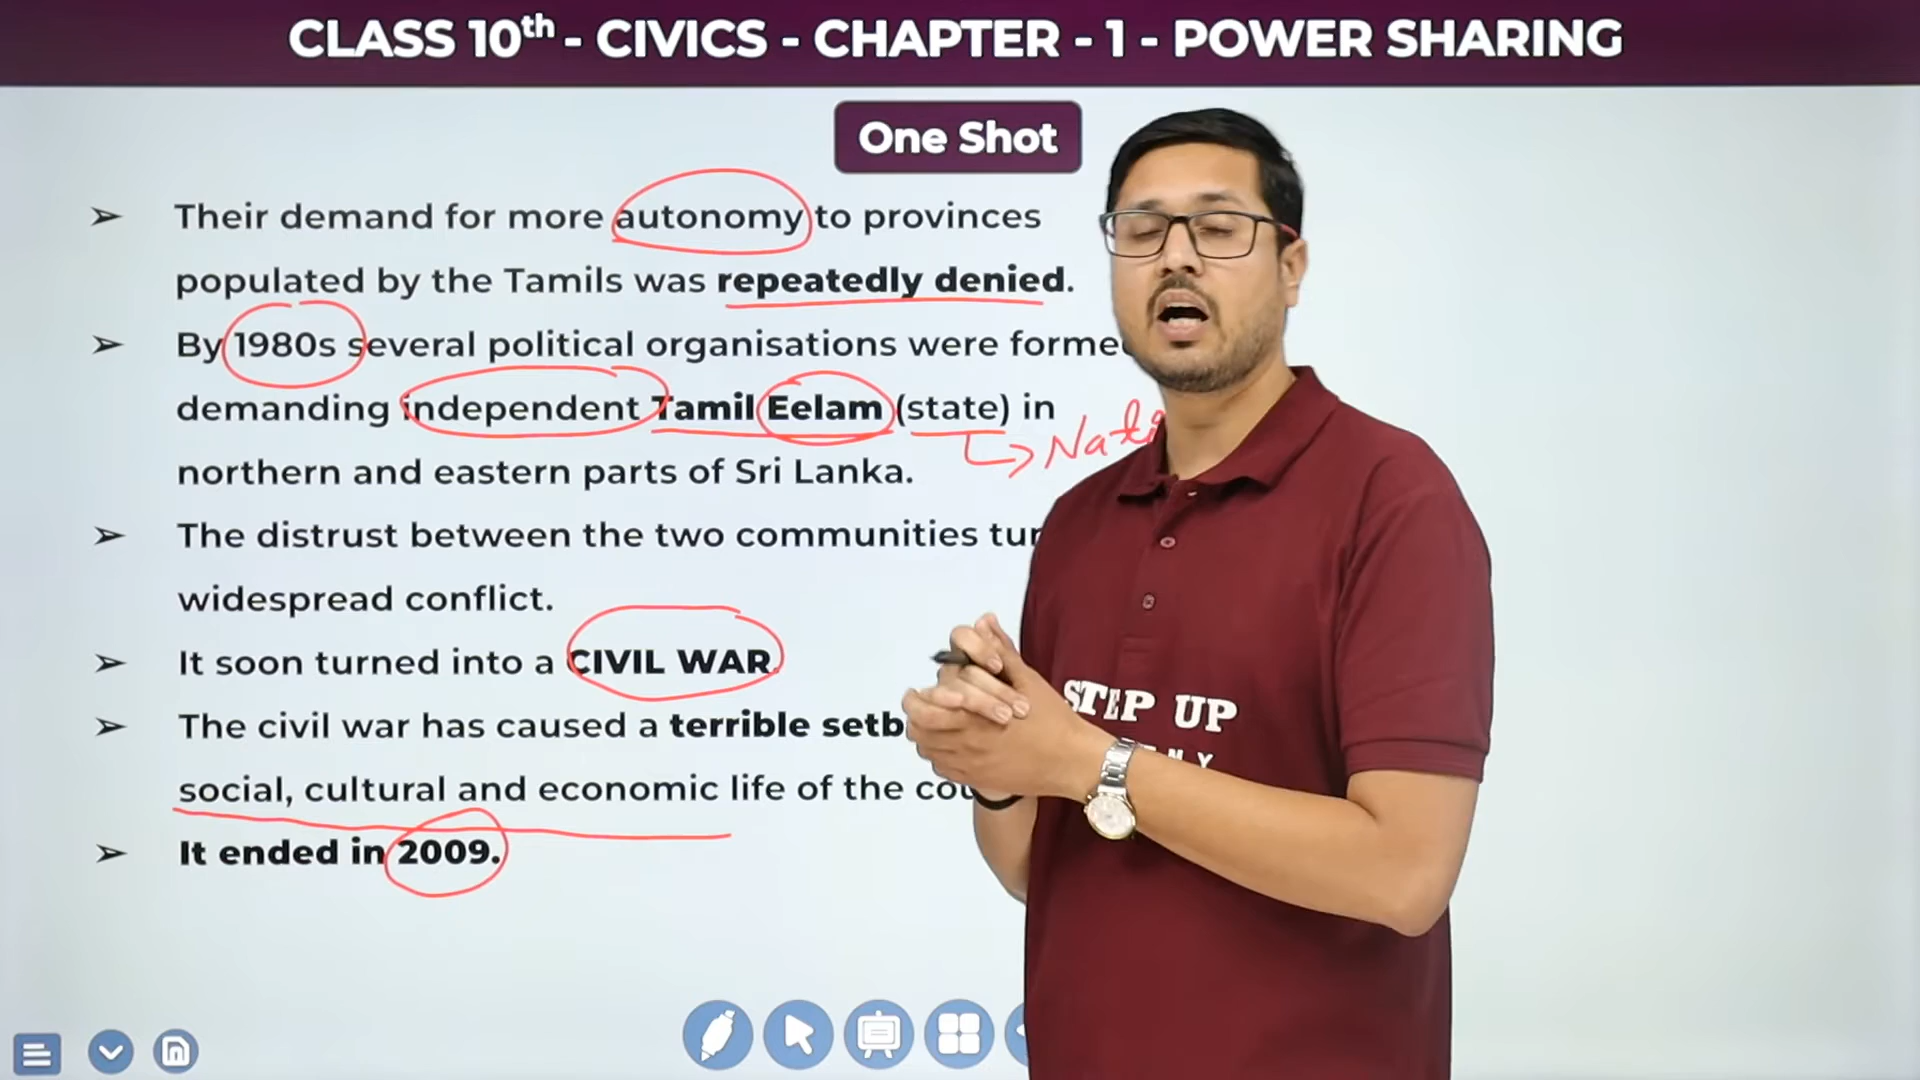 CLASS 10th - CIVICS - CHAPTER - 1 - POWER SHARING
One Shot
➢ Their demand for more autonomy to provinces
populated by the Tamils was repeatedly denied.
➢ By 1980s several political organisations were forme
demanding independent Tamil Eelam (state) in
Nati
northern and eastern parts of Sri Lanka.
➢ The distrust between the two communities tur
widespread conflict.
➢ It soon turned into a CIVIL WAR.
➢ The civil war has caused a terrible setb
social, cultural and economic life of the cou
➢ It ended in 2009.
STEP UP